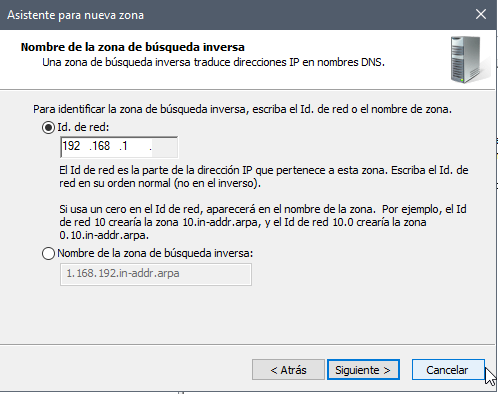 Asistente para nueva zona
Nombre de la zona de búsqueda inversa
Una zona de búsqueda inversa traduce direcciones IP en nombres DNS.
Para identificar la zona de búsqueda inversa, escriba el Id. de red o el nombre de zona.
Id. de red:
192 .168 .1 .
El Id de red es la parte de la dirección IP que pertenece a esta zona. Escriba el Id. de
red en su orden normal (no en el inverso).
Si usa un cero en el Id de red, aparecerá en el nombre de la zona. Por ejemplo, el Id
de red 10 crearía la zona 10.in-addr.arpa, y el Id de red 10.0 crearía la zona
0.10.in-addr.arpa.
Nombre de la zona de búsqueda inversa:
1.168.192.in-addr.arpa
< Atrás Siguiente > Cancelar